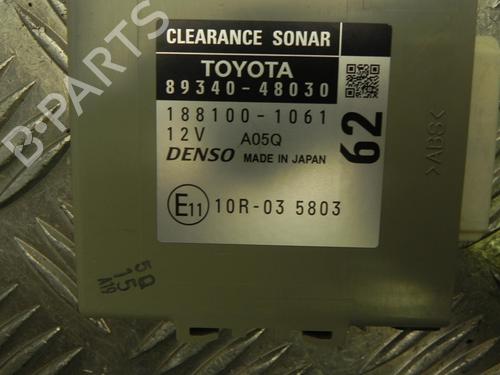 B-PARTS
CLEARANCE SONAR
TOYOTA
89340-48030
188100-1061
12V A05Q
DENSO MADE IN JAPAN
62
E11 10R-03 5803
>ABS<